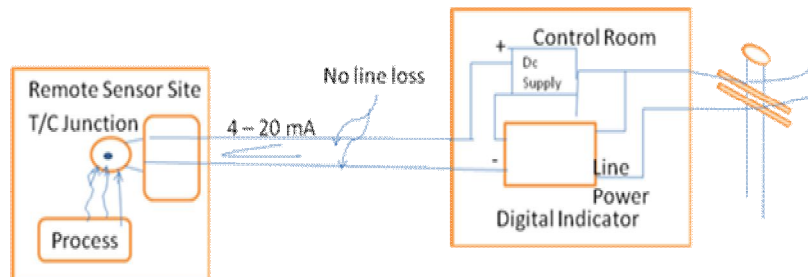 Remote Sensor Site
T/C Junction
Process
4 – 20 mA
No line loss
Control Room
+
Dc
Supply
-
Line
Power
Digital Indicator